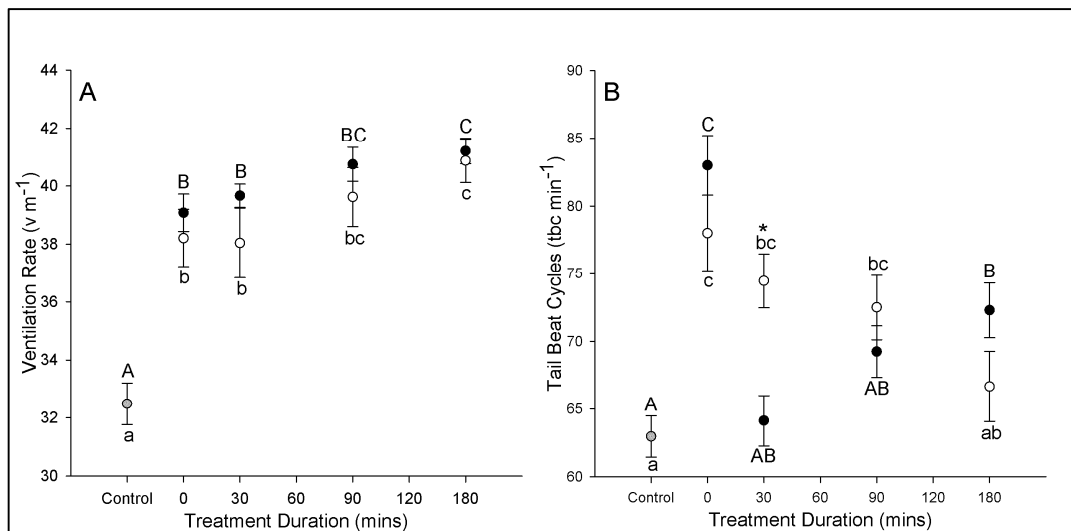 A
Ventilation Rate (v m⁻¹)
44
42
40
38
36
34
32
30
A
a
B
b
B
b
BC
bc
C
c
Control 0 30 60 90 120 180
Treatment Duration (mins)
B
Tail Beat Cycles (tbc min⁻¹)
90
85
80
75
70
65
60
A
a
C
c
*
bc
AB
bc
AB
B
ab
Control 0 30 60 90 120 180
Treatment Duration (mins)